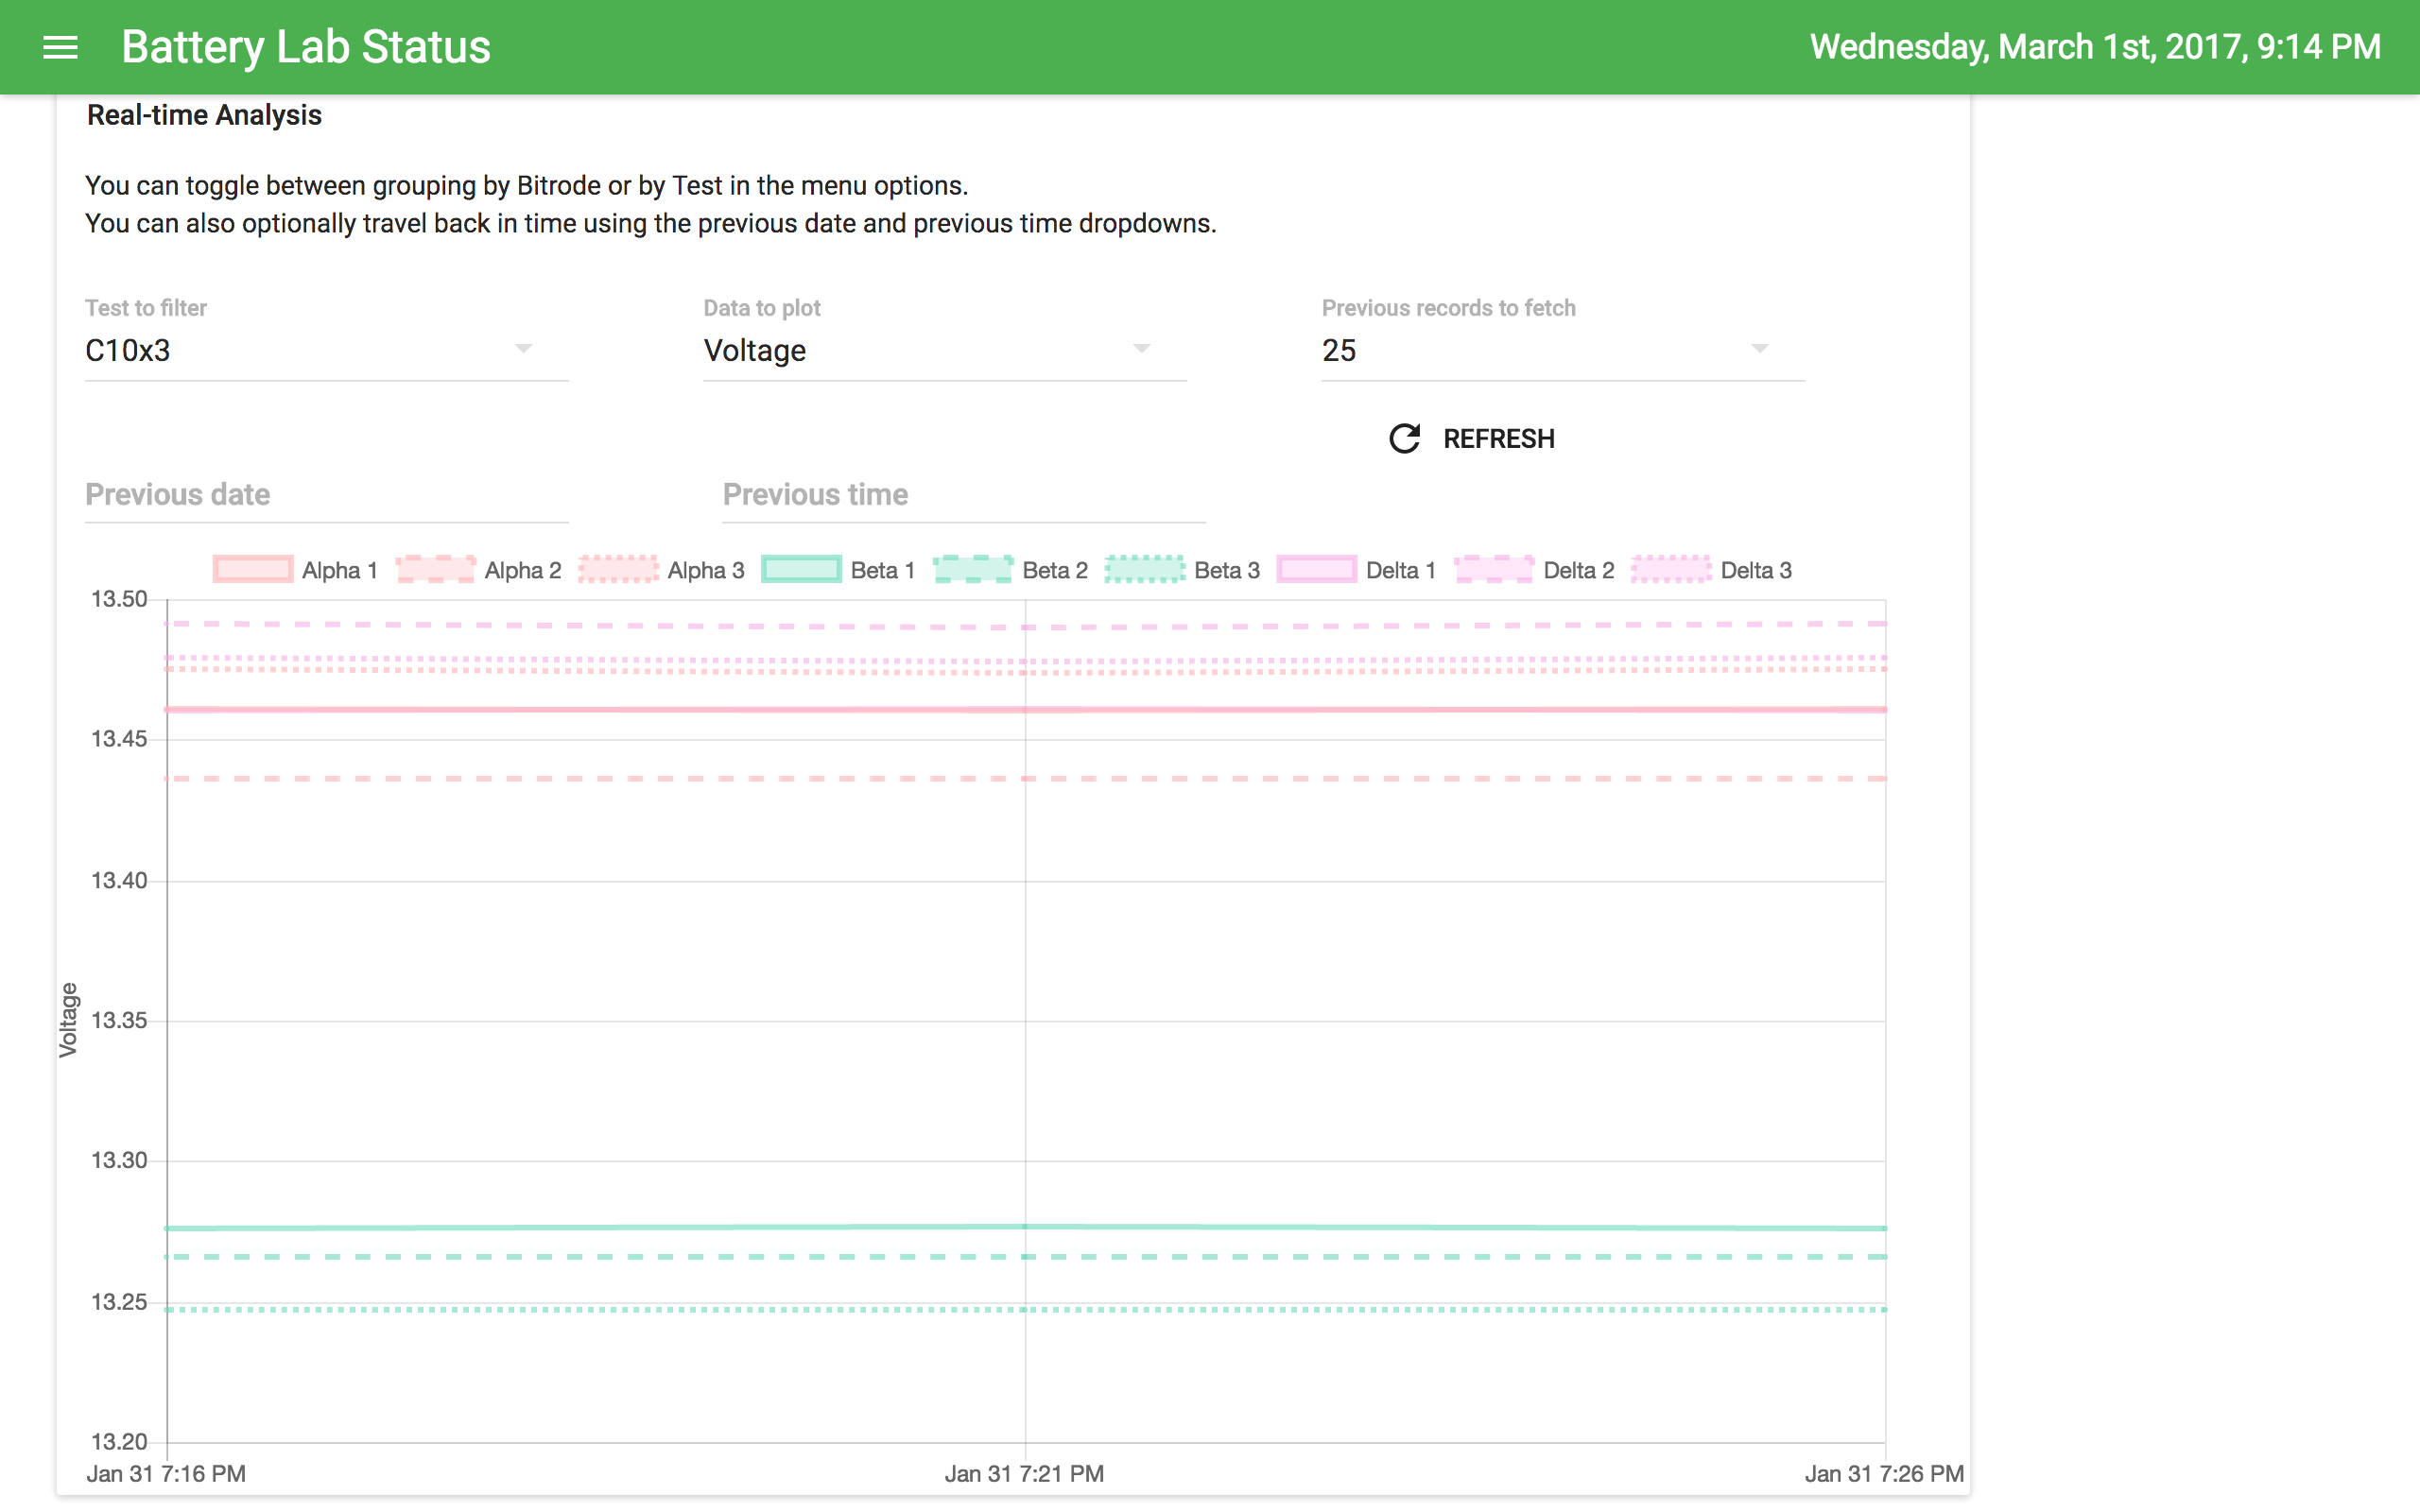 Battery Lab Status
Wednesday, March 1st, 2017, 9:14 PM
Real-time Analysis
You can toggle between grouping by Bitrode or by Test in the menu options.
You can also optionally travel back in time using the previous date and previous time dropdowns.
Test to filter
C10x3
Data to plot
Voltage
Previous records to fetch
25
REFRESH
Previous date
Previous time
Alpha 1 Alpha 2 Alpha 3 Beta 1 Beta 2 Beta 3 Delta 1 Delta 2 Delta 3
Voltage
13.50
13.45
13.40
13.35
13.30
13.25
13.20
Jan 31 7:16 PM Jan 31 7:21 PM Jan 31 7:26 PM